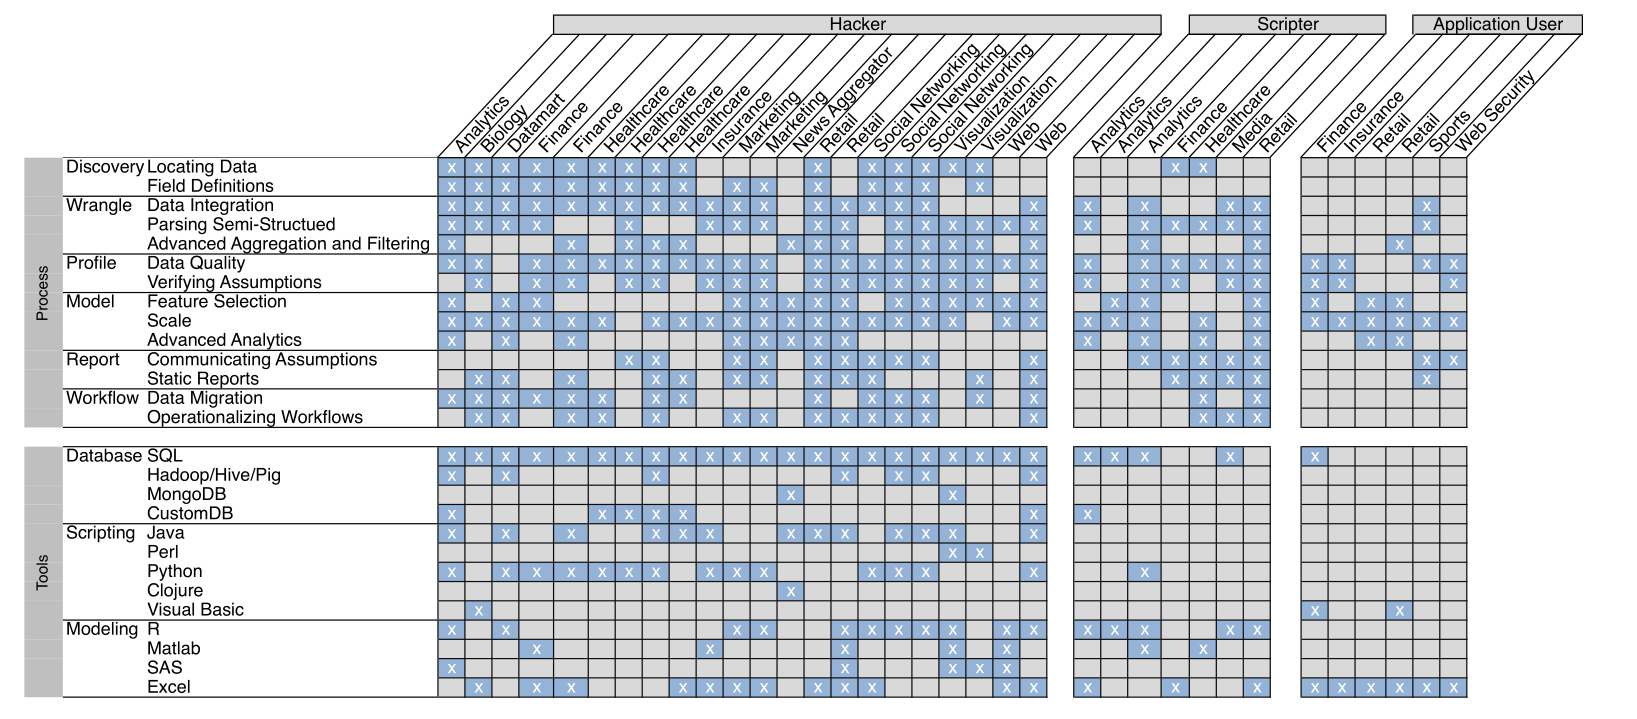 Hacker
Scripter
Application User
Analytics
Biology
Datamart
Finance
Finance
Healthcare
Healthcare
Healthcare
Healthcare
Insurance
Marketing
Marketing
News Aggregator
Retail
Retail
Social Networking
Social Networking
Social Networking
Visualization
Visualization
Web
Web
Analytics
Analytics
Analytics
Finance
Healthcare
Media
Retail
Finance
Insurance
Retail
Retail
Sports
Web Security
Process
Discovery Locating Data x x x x x x x x x x x x x x x x x
Field Definitions x x x x x x x x x x x x x x x x
Wrangle Data Integration x x x x x x x x x x x x x x x x x x x x x x x
Parsing Semi-Structued x x x x x x x x x x x x x x x x x x x x x x x
Advanced Aggregation and Filtering x x x x x x x x x x x x x x x x
Profile Data Quality x x x x x x x x x x x x x x x x x x x x x x x x x x x x x x
Verifying Assumptions x x x x x x x x x x x x x x x x x x x x x x x x
Model Feature Selection x x x x x x x x x x x x x x x x x x x x
Scale x x x x x x x x x x x x x x x x x x x x x x x x x x x x x x x
Advanced Analytics x x x x x x x x x x x x x x
Report Communicating Assumptions x x x x x x x x x x x x x x x
Static Reports x x x x x x x x x x x x x x x x x
Workflow Data Migration x x x x x x x x x x x x x x x x
Operationalizing Workflows x x x x x x x x x x x x x x x x
Tools
Database SQL x x x x x x x x x x x x x x x x x x x x x x x x x x x
Hadoop/Hive/Pig x x x x x x x
MongoDB x x
CustomDB x x x x x x x
Scripting Java x x x x x x x x x x x x x
Perl x x
Python x x x x x x x x x x x x x x x
Clojure x
Visual Basic x x x
Modeling R x x x x x x x x x x x x x x x x
Matlab x x x x x x x
SAS x x x x x
Excel x x x x x x x x x x x x x x x x x x x x x